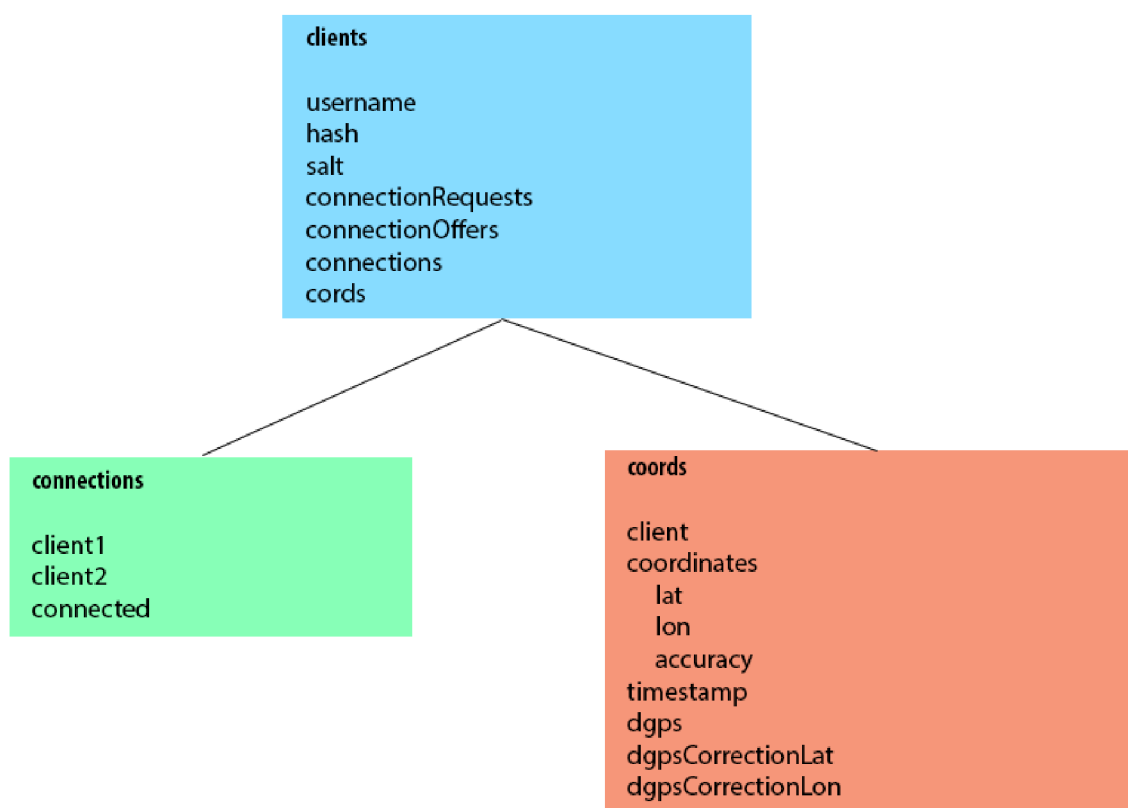 clients
username
hash
salt
connectionRequests
connectionOffers
connections
cords
connections
client1
client2
connected
coords
client
coordinates
lat
lon
accuracy
timestamp
dgps
dgpsCorrectionLat
dgpsCorrectionLon